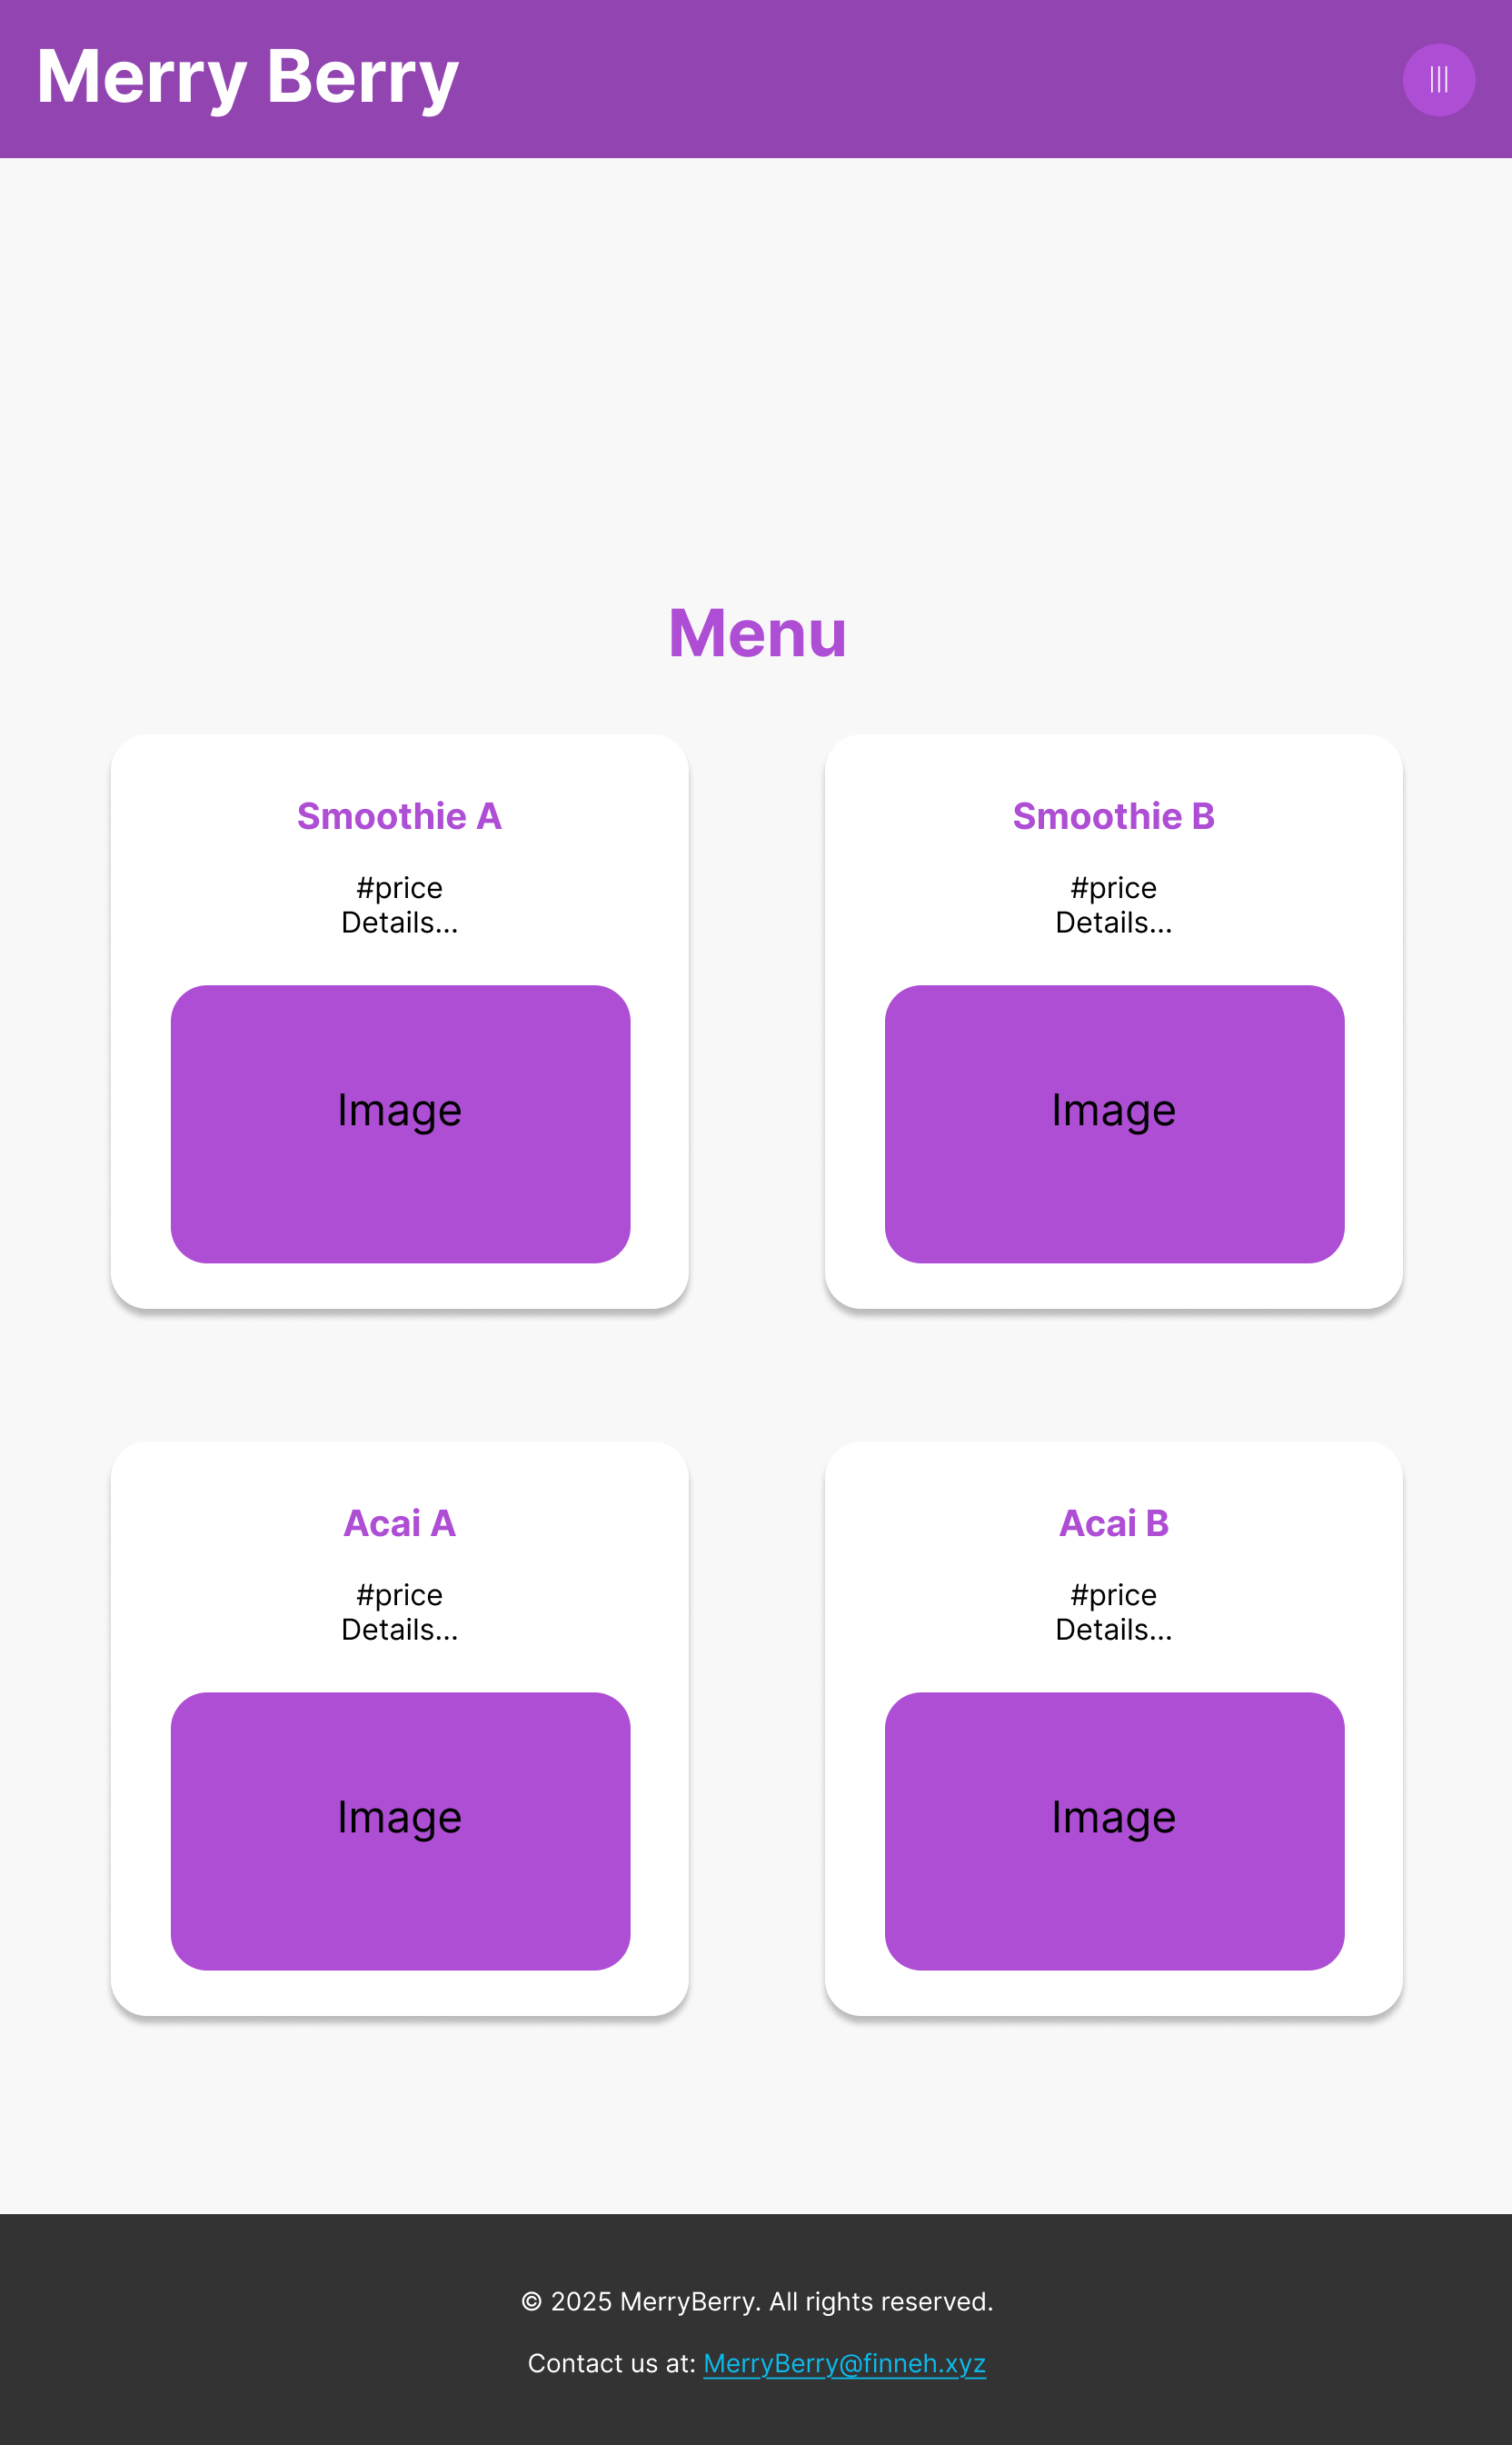 Merry Berry
Menu
Smoothie A
#price
Details...
Image
Smoothie B
#price
Details...
Image
Acai A
#price
Details...
Image
Acai B
#price
Details...
Image
© 2025 MerryBerry. All rights reserved.
Contact us at: MerryBerry@finneh.xyz